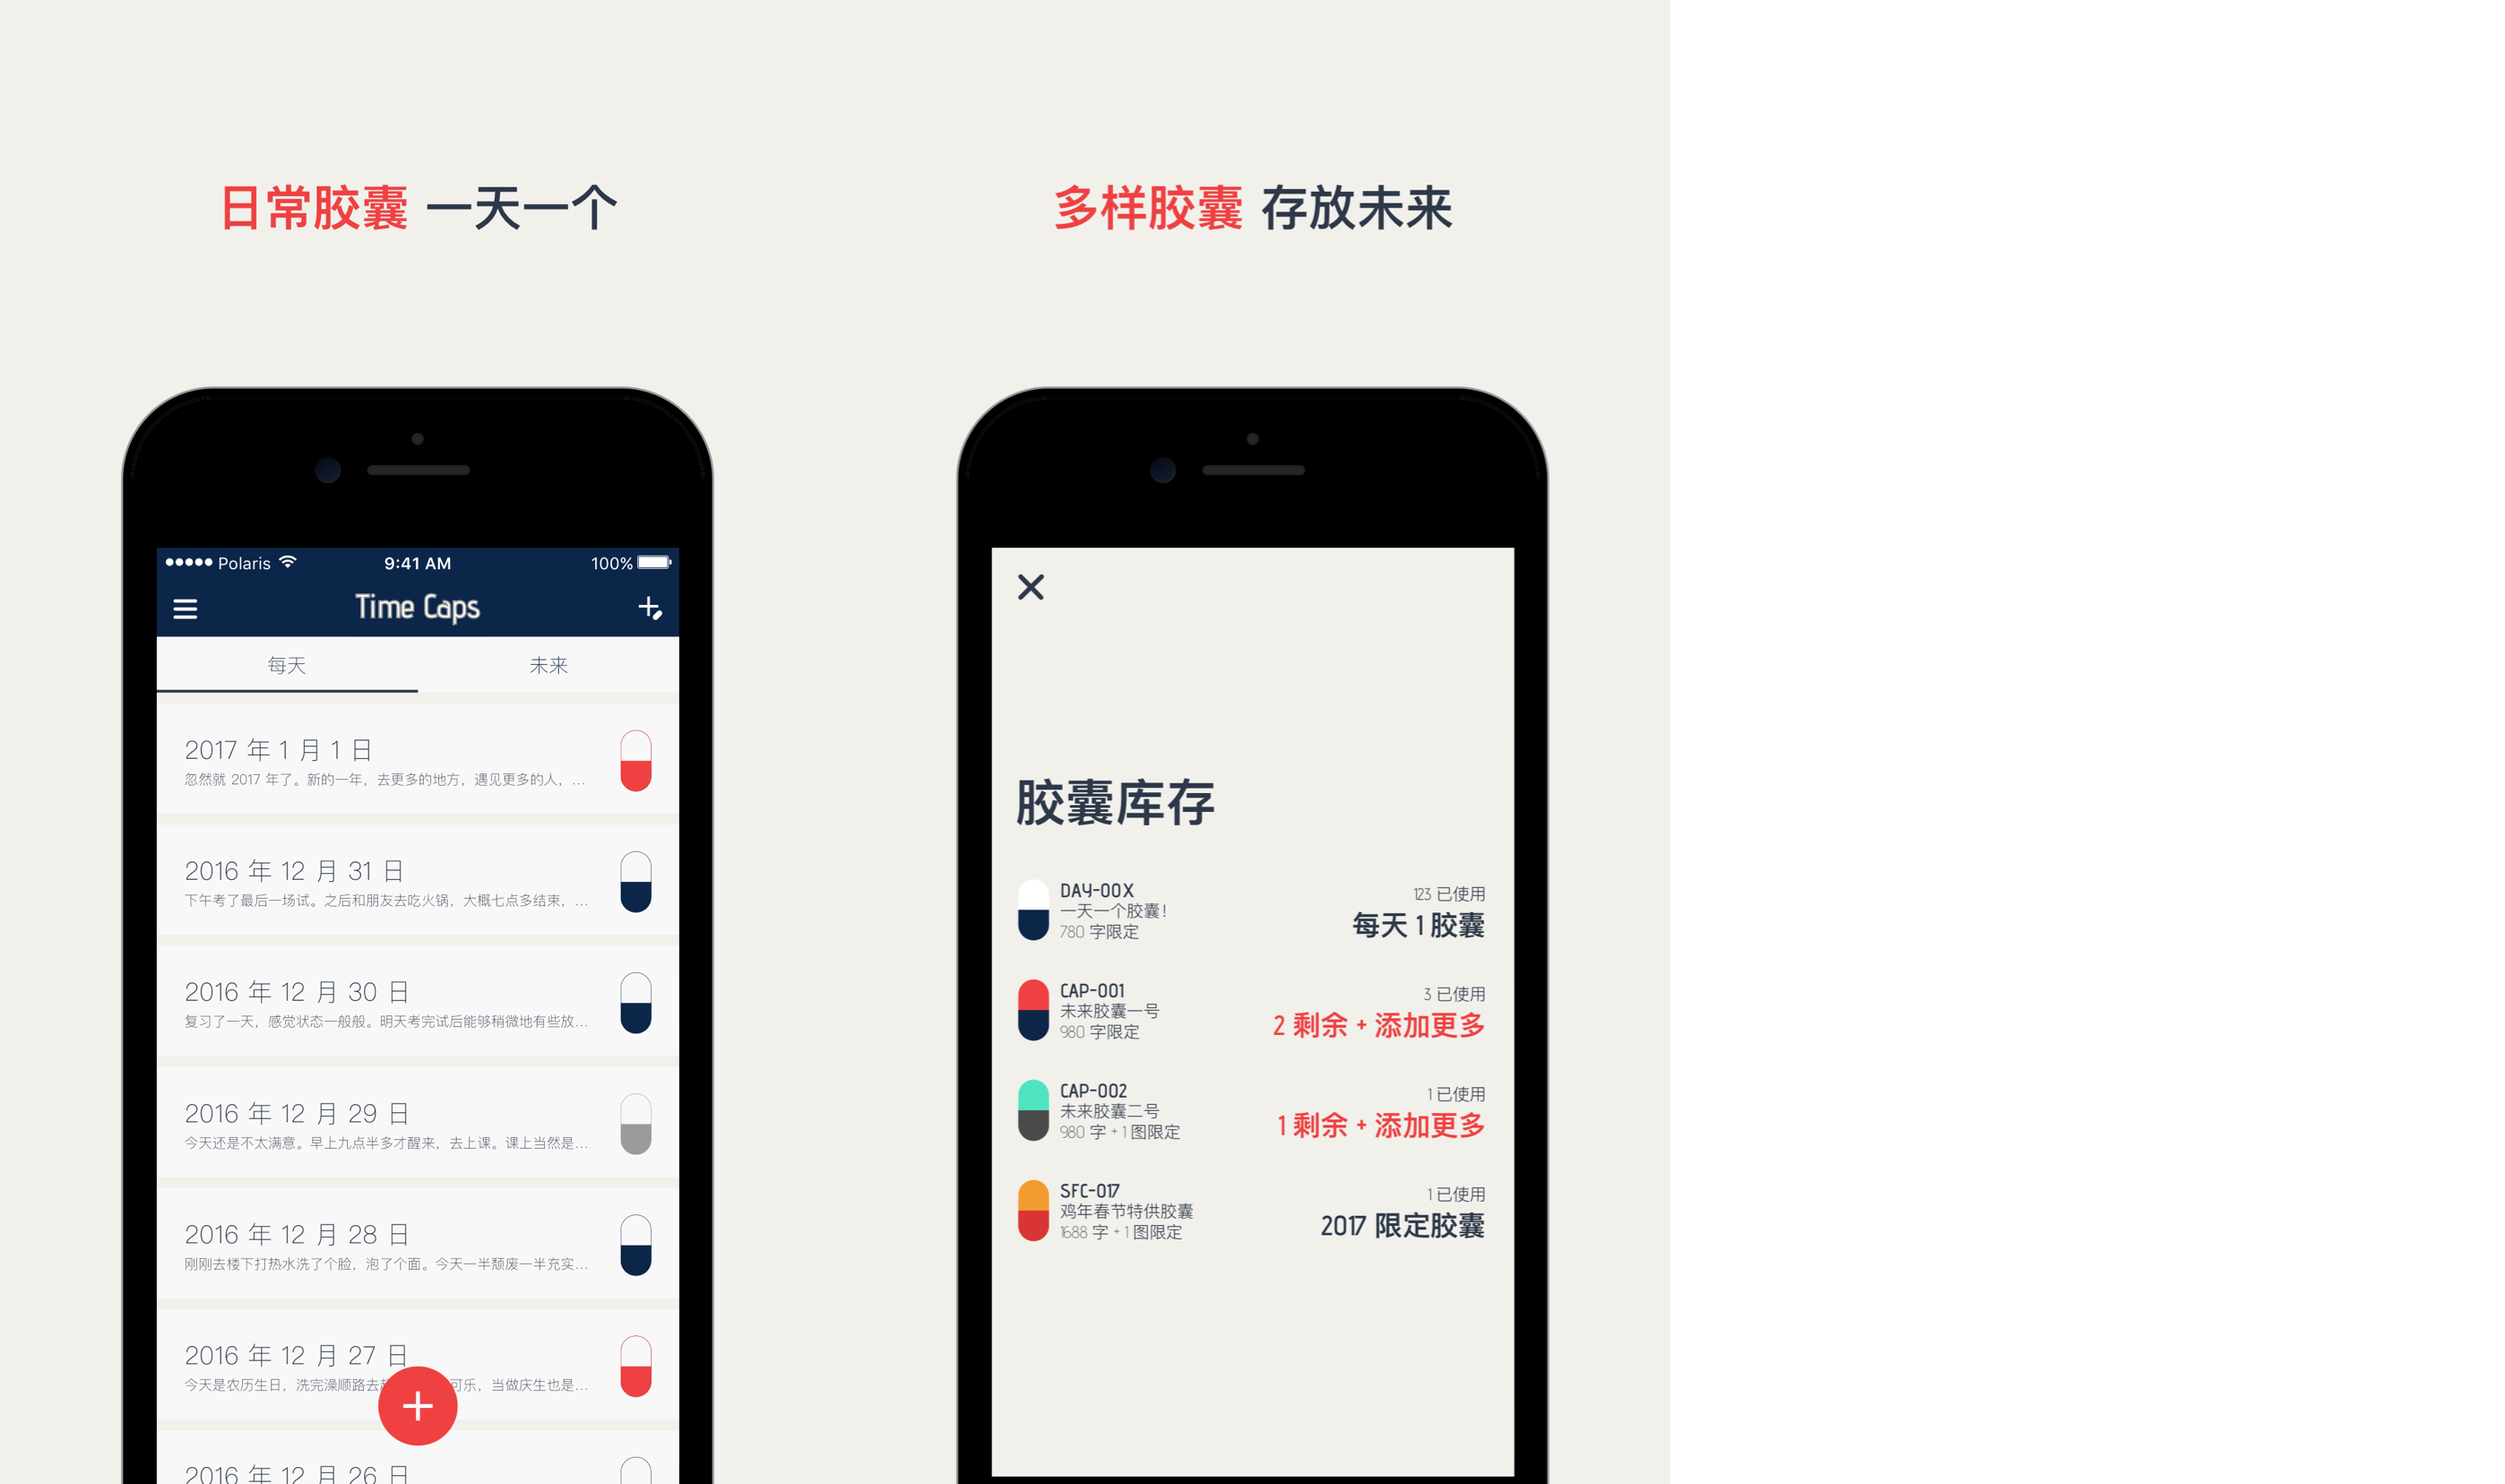 日常胶囊 一天一个
Polaris 9:41 AM 100%
Time Caps
每天 未来
2017 年 1 月 1 日
忽然就 2017 年了。新的一年，去更多的地方，遇见更多的人，...
2016 年 12 月 31 日
下午考了最后一场试。之后和朋友去吃火锅，大概七点多结束，...
2016 年 12 月 30 日
复习了一天，感觉状态一般般。明天考完试后能够稍微地有些放...
2016 年 12 月 29 日
今天还是不太满意。早上九点半多才醒来，去上课。课上当然是...
2016 年 12 月 28 日
刚刚去楼下打热水洗了个脸，泡了个面。今天一半颓废一半充实...
2016 年 12 月 27 日
今天是农历生日，洗完澡顺路去 可乐，当做庆生也是...
2016 年 12 月 26 日
多样胶囊 存放未来
胶囊库存
DAY-00X
一天一个胶囊！
780 字限定
123 已使用
每天 1 胶囊
CAP-001
未来胶囊一号
980 字限定
3 已使用
2 剩余 + 添加更多
CAP-002
未来胶囊二号
980 字 + 1 图限定
1 已使用
1 剩余 + 添加更多
SFC-017
鸡年春节特供胶囊
1688 字 + 1 图限定
1 已使用
2017 限定胶囊